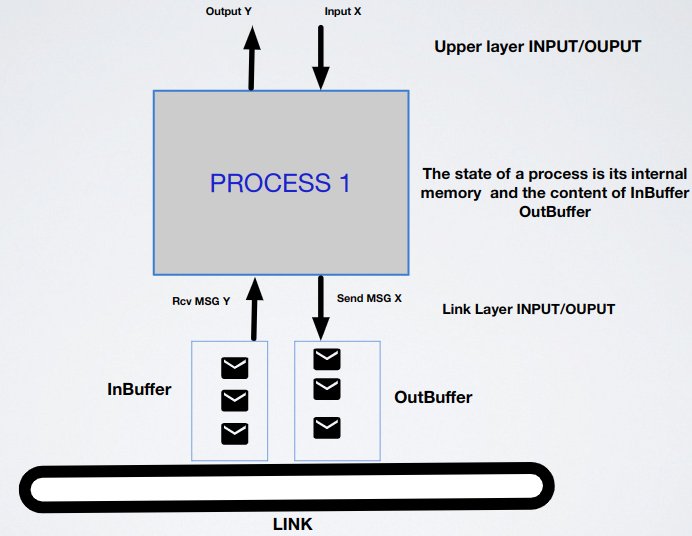 Output Y
Input X
Upper layer INPUT/OUPUT
PROCESS 1
The state of a process is its internal
memory and the content of InBuffer
OutBuffer
Rcv MSG Y
Send MSG X
Link Layer INPUT/OUPUT
InBuffer
OutBuffer
LINK